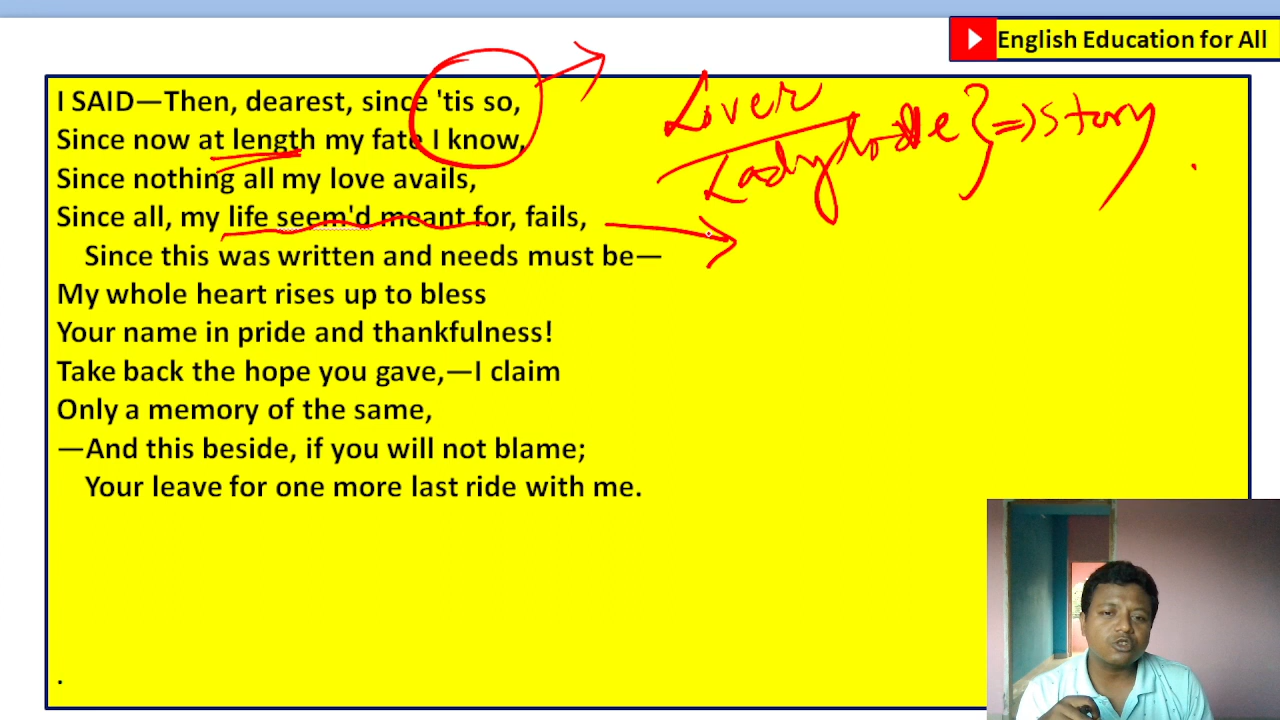 English Education for All
I SAID—Then, dearest, since 'tis so,
Since now at length my fate I know,
Since nothing all my love avails,
Since all, my life seem'd meant for, fails,
Since this was written and needs must be—
My whole heart rises up to bless
Your name in pride and thankfulness!
Take back the hope you gave,—I claim
Only a memory of the same,
—And this beside, if you will not blame;
Your leave for one more last ride with me.
.
Lover
Lady love } => Story